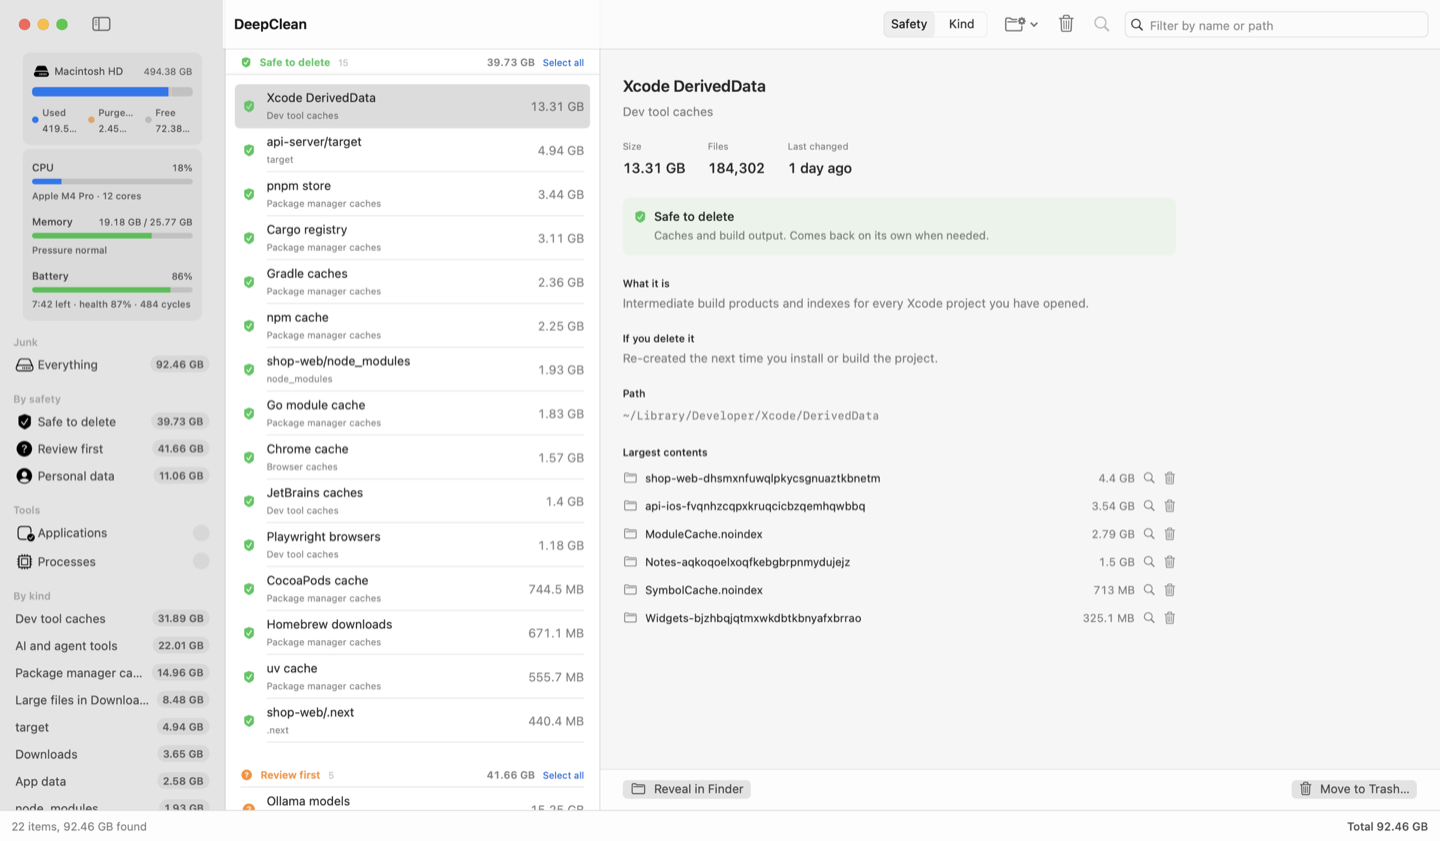 DeepClean
Safety
Kind
Filter by name or path
Macintosh HD 494.38 GB
Used Purge... Free
419.5... 2.45... 72.38...
CPU 18%
Apple M4 Pro · 12 cores
Memory 19.18 GB / 25.77 GB
Pressure normal
Battery 86%
7:42 left · health 87% · 484 cycles
Junk
Everything 92.46 GB
By safety
Safe to delete 39.73 GB
Review first 41.66 GB
Personal data 11.06 GB
Tools
Applications
Processes
By kind
Dev tool caches 31.89 GB
AI and agent tools 22.01 GB
Package manager ca... 14.96 GB
Large files in Downloa... 8.48 GB
target 4.94 GB
Downloads 3.65 GB
App data 2.58 GB
node_modules 1.93 GB
Safe to delete 15 39.73 GB Select all
Xcode DerivedData 13.31 GB
Dev tool caches
api-server/target 4.94 GB
target
pnpm store 3.44 GB
Package manager caches
Cargo registry 3.11 GB
Package manager caches
Gradle caches 2.36 GB
Package manager caches
npm cache 2.25 GB
Package manager caches
shop-web/node_modules 1.93 GB
node_modules
Go module cache 1.83 GB
Package manager caches
Chrome cache 1.57 GB
Browser caches
JetBrains caches 1.4 GB
Dev tool caches
Playwright browsers 1.18 GB
Dev tool caches
CocoaPods cache 744.5 MB
Package manager caches
Homebrew downloads 671.1 MB
Package manager caches
uv cache 555.7 MB
Package manager caches
shop-web/.next 440.4 MB
.next
Review first 5 41.66 GB Select all
Ollama models 15.25 GB
Xcode DerivedData
Dev tool caches
Size Files Last changed
13.31 GB 184,302 1 day ago
Safe to delete
Caches and build output. Comes back on its own when needed.
What it is
Intermediate build products and indexes for every Xcode project you have opened.
If you delete it
Re-created the next time you install or build the project.
Path
~/Library/Developer/Xcode/DerivedData
Largest contents
shop-web-dhsmxnfuwqlpkycsgnuaztkbnetm 4.4 GB
api-ios-fvqnhzcqpxkruqcicbzqemhqwbbq 3.54 GB
ModuleCache.noindex 2.79 GB
Notes-aqkoqoelxoqfkebgbrpnmydujejz 1.5 GB
SymbolCache.noindex 713 MB
Widgets-bjzhbqjqtmxwkdbtkbnyafxbrrao 325.1 MB
Reveal in Finder
Move to Trash...
22 items, 92.46 GB found
Total 92.46 GB